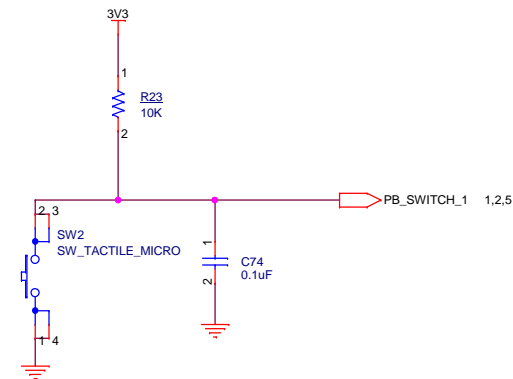 3V3
1
R23
10K
2
PB_SWITCH_1 1,2,5
2 3
SW2
SW_TACTILE_MICRO
1
C74
0.1uF
2
1 4